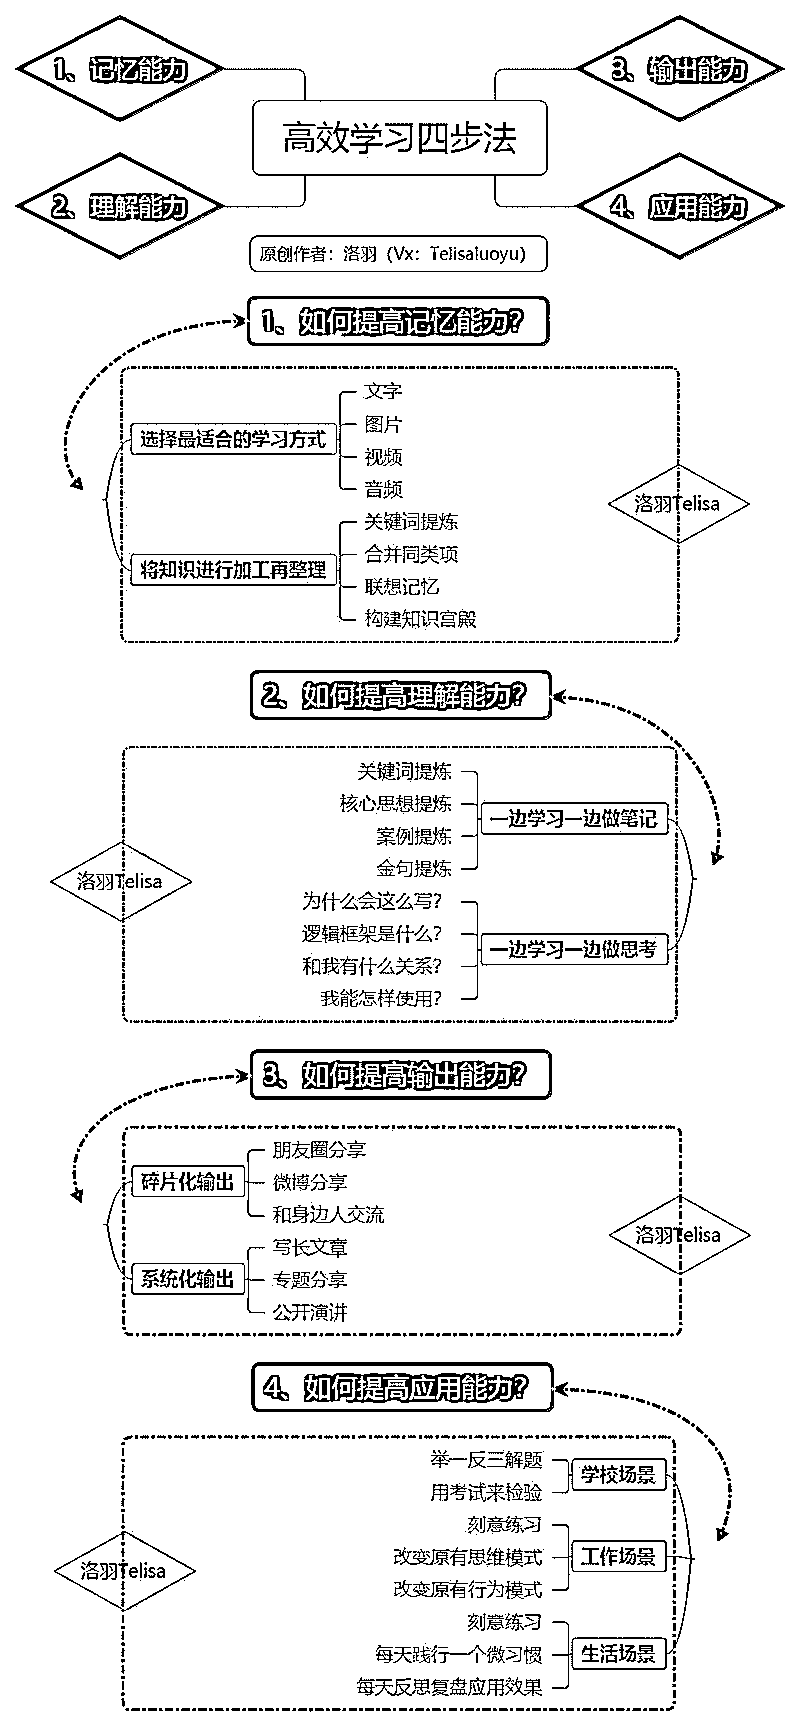 1、记忆能力
3、输出能力
高效学习四步法
2、理解能力
4、应用能力
原创作者：洛羽（Vx：Telisaluoyu）
1、如何提高记忆能力？
选择最适合的学习方式
文字
图片
视频
音频
将知识进行加工再整理
关键词提炼
合并同类项
联想记忆
构建知识宫殿
洛羽Telisa
2、如何提高理解能力？
关键词提炼
核心思想提炼
案例提炼
金句提炼
一边学习一边做笔记
为什么会这么写？
逻辑框架是什么？
和我有什么关系？
我能怎样使用？
一边学习一边做思考
洛羽Telisa
3、如何提高输出能力？
碎片化输出
朋友圈分享
微博分享
和身边人交流
系统化输出
写长文章
专题分享
公开演讲
洛羽Telisa
4、如何提高应用能力？
举一反三解题
用考试来检验
学校场景
刻意练习
改变原有思维模式
改变原有行为模式
工作场景
刻意练习
每天践行一个微习惯
每天反思复盘应用效果
生活场景
洛羽Telisa